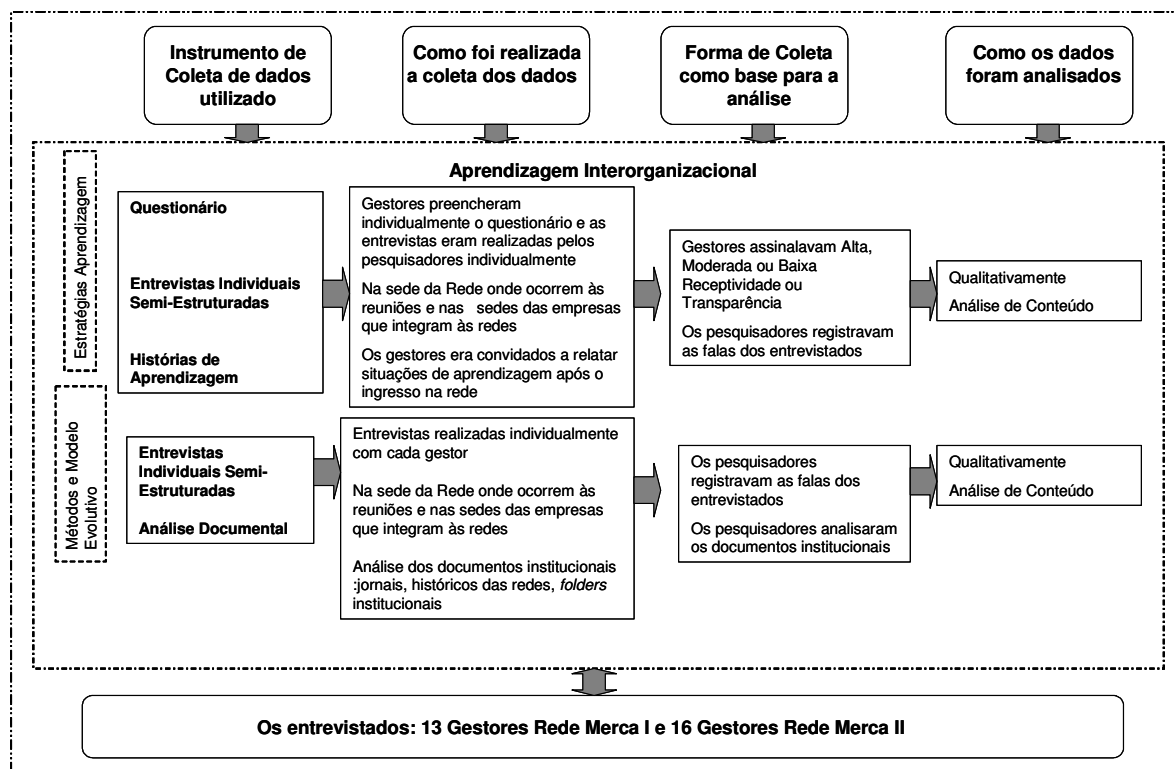 Instrumento de
Coleta de dados
utilizado
Como foi realizada
a coleta dos dados
Forma de Coleta
como base para a
análise
Como os dados
foram analisados
Aprendizagem Interorganizacional
Estratégias Aprendizagem
Questionário
Entrevistas Individuais
Semi-Estruturadas
Histórias de
Aprendizagem
Gestores preencheram
individualmente o questionário e as
entrevistas eram realizadas pelos
pesquisadores individualmente
Na sede da Rede onde ocorrem às
reuniões e nas sedes das empresas
que integram às redes
Os gestores era convidados a relatar
situações de aprendizagem após o
ingresso na rede
Gestores assinalavam Alta,
Moderada ou Baixa
Receptividade ou
Transparência
Os pesquisadores registravam
as falas dos entrevistados
Qualitativamente
Análise de Conteúdo
Métodos e Modelo
Evolutivo
Entrevistas
Individuais Semi-
Estruturadas
Análise Documental
Entrevistas realizadas individualmente
com cada gestor
Na sede da Rede onde ocorrem às
reuniões e nas sedes das empresas
que integram às redes
Análise dos documentos institucionais
:jornais, históricos das redes, folders
institucionais
Os pesquisadores
registravam as falas dos
entrevistados
Os pesquisadores analisaram
os documentos institucionais
Qualitativamente
Análise de Conteúdo
Os entrevistados: 13 Gestores Rede Merca I e 16 Gestores Rede Merca II